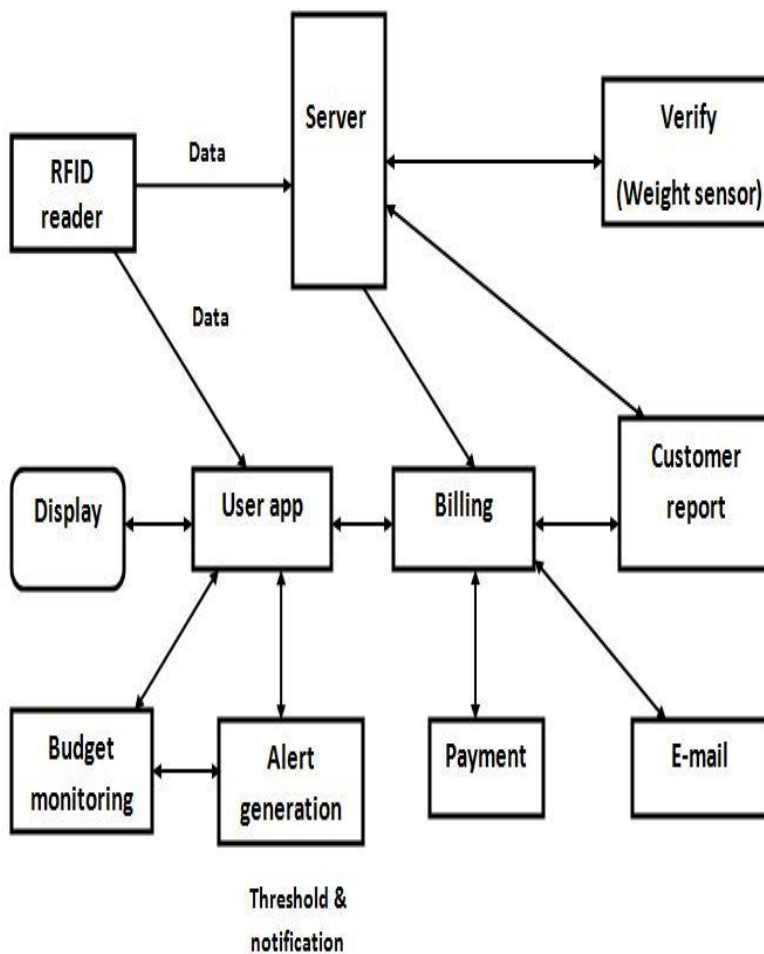 Server
Verify
(Weight sensor)
Data
RFID
reader
Data
Customer
report
Display
User app
Billing
Budget
monitoring
Alert
generation
Payment
E-mail
Threshold &
notification